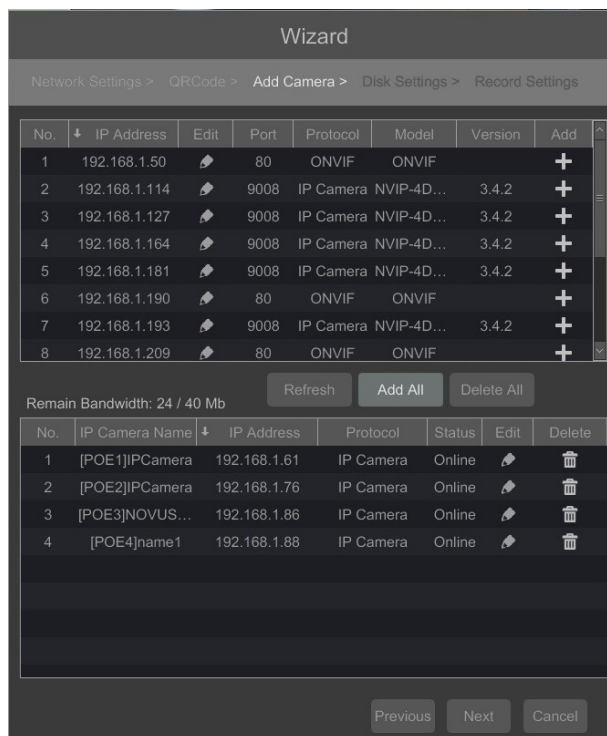 Wizard
Network Settings > QRCode > Add Camera > Disk Settings > Record Settings
No. IP Address Edit Port Protocol Model Version Add
1 192.168.1.50 80 ONVIF ONVIF
2 192.168.1.114 9008 IP Camera NVIP-4D... 3.4.2
3 192.168.1.127 9008 IP Camera NVIP-4D... 3.4.2
4 192.168.1.164 9008 IP Camera NVIP-4D... 3.4.2
5 192.168.1.181 9008 IP Camera NVIP-4D... 3.4.2
6 192.168.1.190 80 ONVIF ONVIF
7 192.168.1.193 9008 IP Camera NVIP-4D... 3.4.2
8 192.168.1.209 80 ONVIF ONVIF
Refresh Add All Delete All
Remain Bandwidth: 24 / 40 Mb
No. IP Camera Name IP Address Protocol Status Edit Delete
1 [POE1]IPCamera 192.168.1.61 IP Camera Online
2 [POE2]IPCamera 192.168.1.76 IP Camera Online
3 [POE3]NOVUS... 192.168.1.86 IP Camera Online
4 [POE4]name1 192.168.1.88 IP Camera Online
Previous Next Cancel